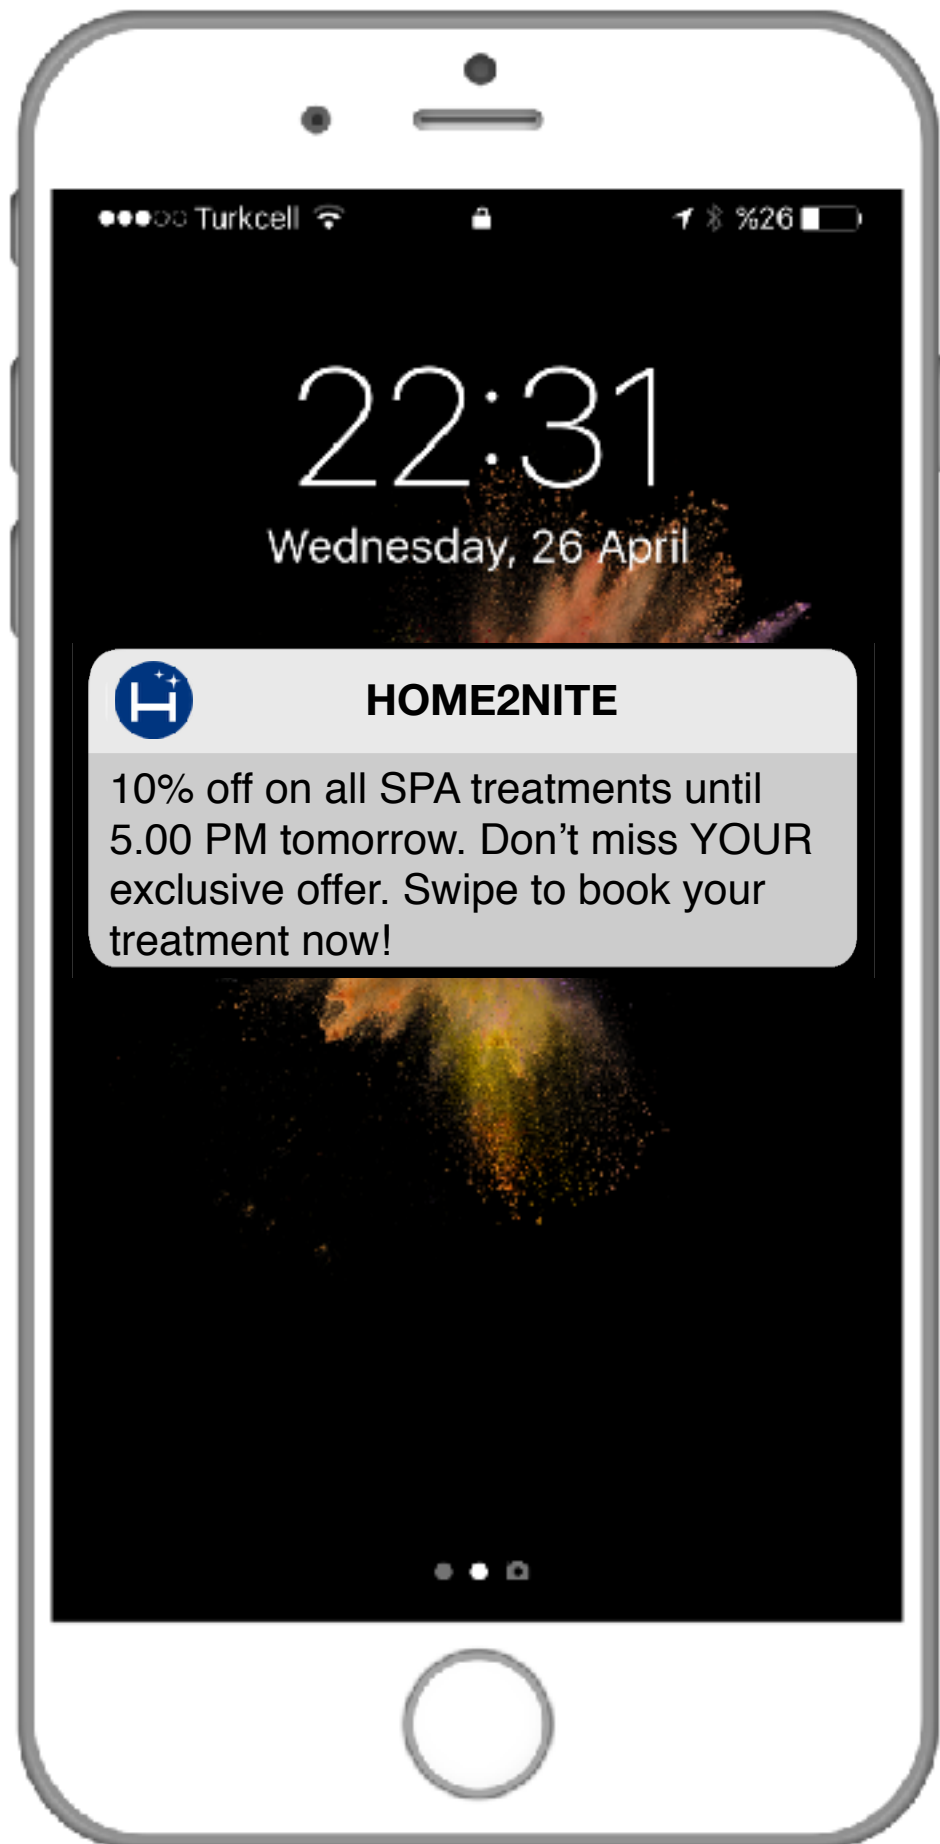 Turkcell %26
22:31
Wednesday, 26 April
H HOME2NITE
10% off on all SPA treatments until
5.00 PM tomorrow. Don’t miss YOUR
exclusive offer. Swipe to book your
treatment now!